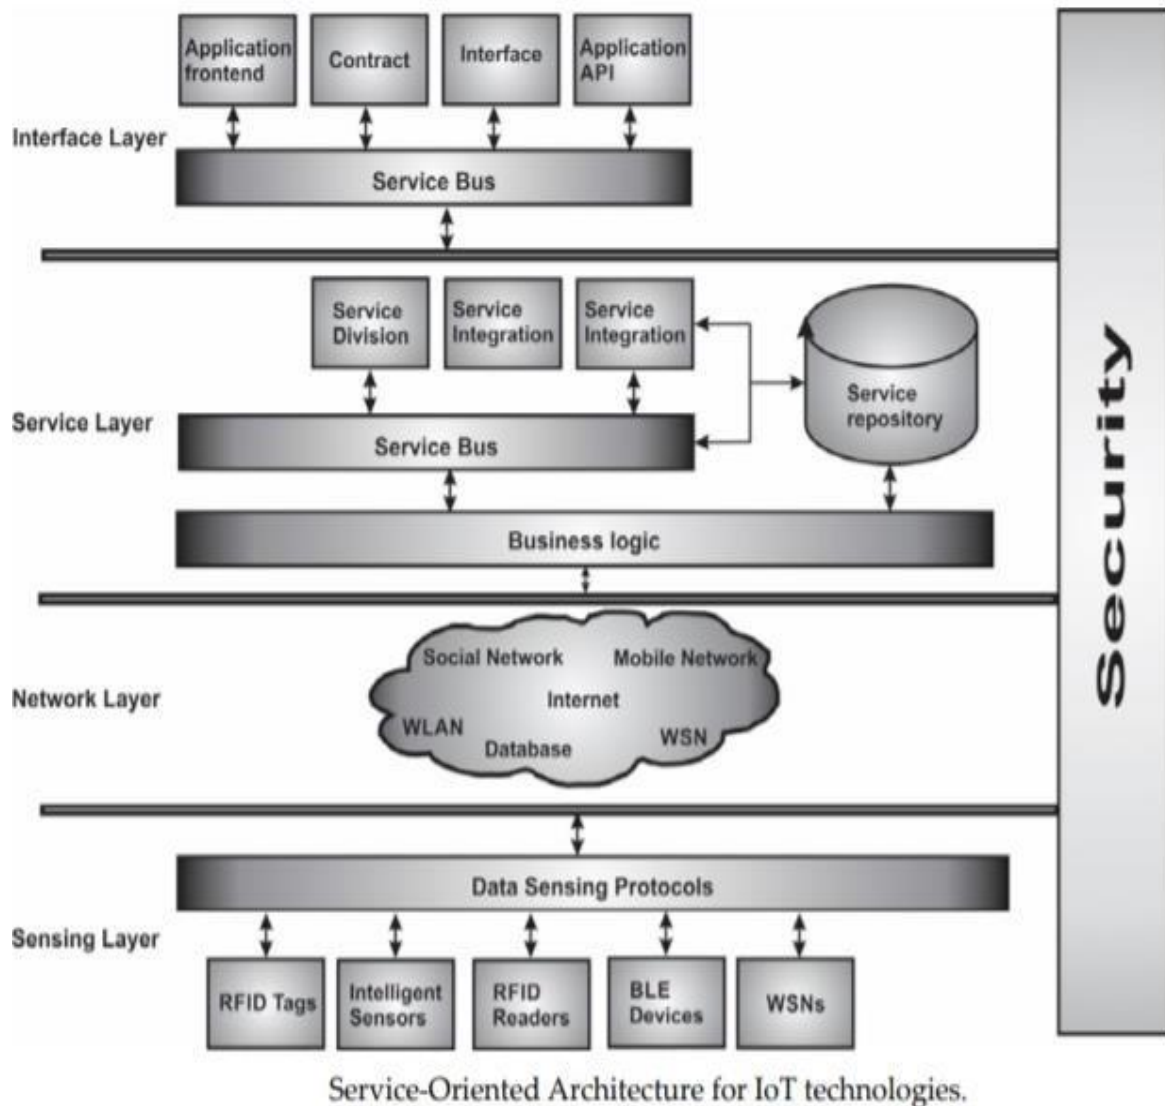 Application
frontend
Contract
Interface
Application
API
Interface Layer
Service Bus
Service
Division
Service
Integration
Service
Integration
Service
repository
Service Layer
Service Bus
Business logic
Social Network
Mobile Network
Internet
Network Layer
WLAN
Database
WSN
Data Sensing Protocols
Sensing Layer
RFID Tags
Intelligent
Sensors
RFID
Readers
BLE
Devices
WSNs
Security
Service-Oriented Architecture for IoT technologies.